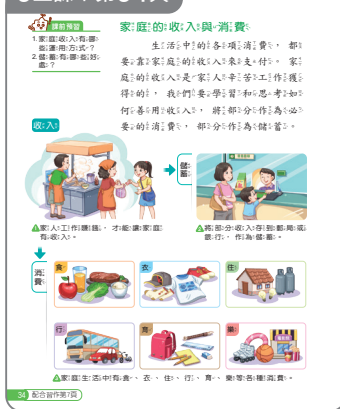 課前預習
1. 家庭收入有哪
些運用方式？
2. 儲蓄有哪些好
處？
家庭的收入與消費
生活中的各項消費，都
要靠家庭的收入來支付。家
庭的收入是家人辛苦工作獲
得的，我們要學習和思考如
何善用收入，將部分作為必
要的消費，部分作為儲蓄。
收入
儲蓄
家人工作賺錢，才能讓家庭
有收入。
將部分收入存到郵局或
銀行，作為儲蓄。
消費
食
衣
住
行
育
樂
家庭生活中有食、衣、住、行、育、樂等各種消費。
34 配合習作第7頁